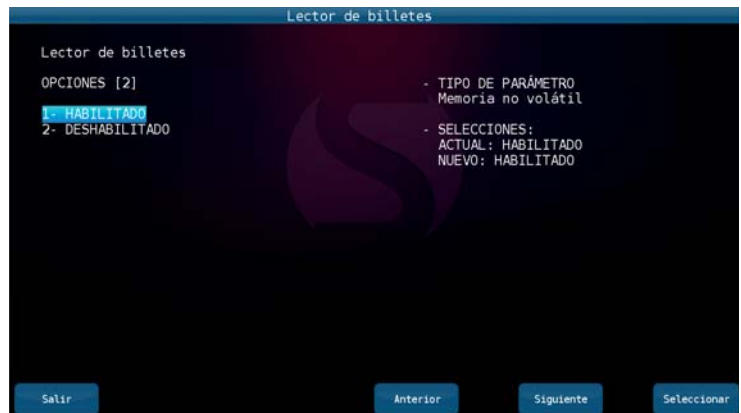 Lector de billetes
Lector de billetes
OPCIONES [2]
1- HABILITADO
2- DESHABILITADO
- TIPO DE PARÁMETRO
Memoria no volátil
- SELECCIONES:
ACTUAL: HABILITADO
NUEVO: HABILITADO
Salir
Anterior
Siguiente
Seleccionar